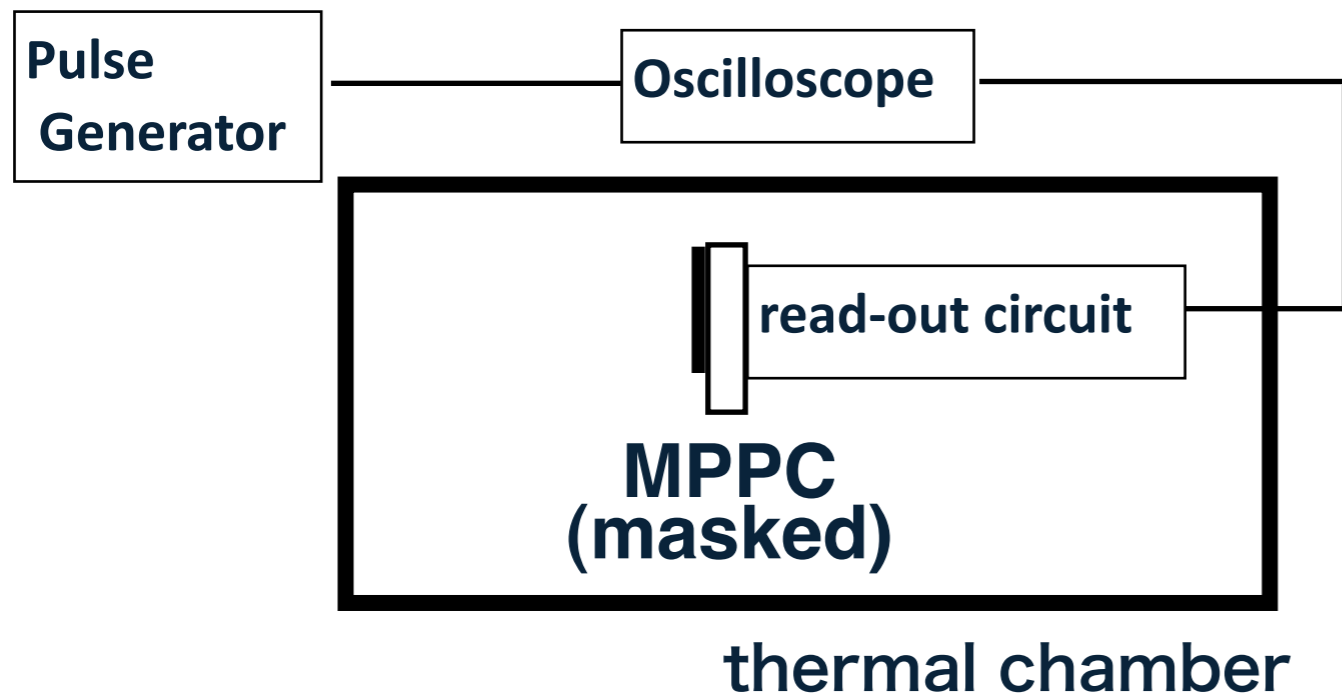 Pulse
Generator
Oscilloscope
read-out circuit
MPPC
(masked)
thermal chamber